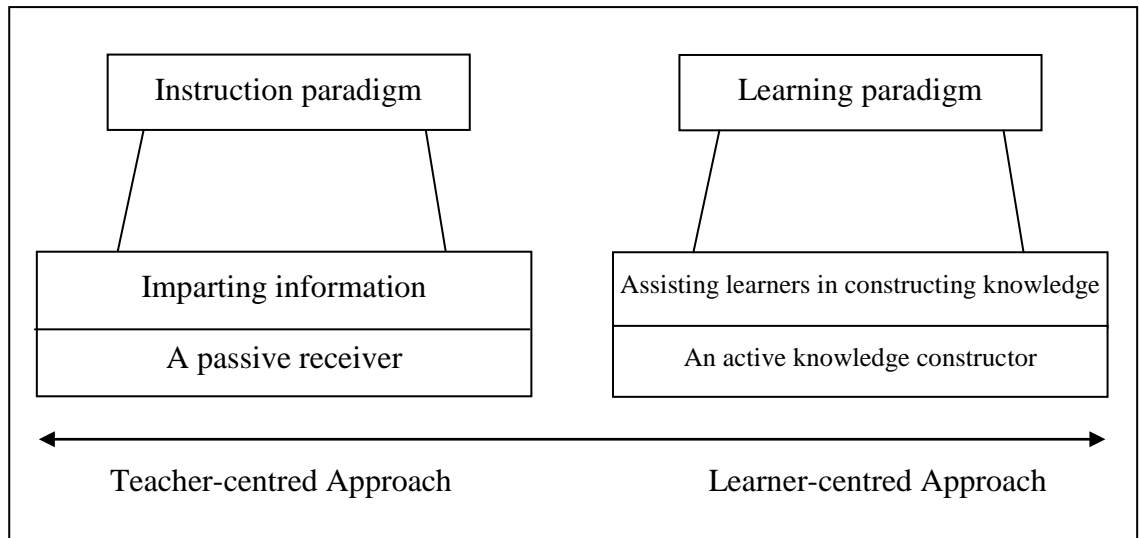 Instruction paradigm
Learning paradigm
Imparting information
Assisting learners in constructing knowledge
A passive receiver
An active knowledge constructor
Teacher-centred Approach
Learner-centred Approach